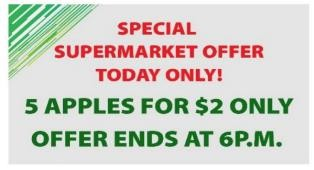 SPECIAL
SUPERMARKET OFFER
TODAY ONLY!
5 APPLES FOR $2 ONLY
OFFER ENDS AT 6P.M.